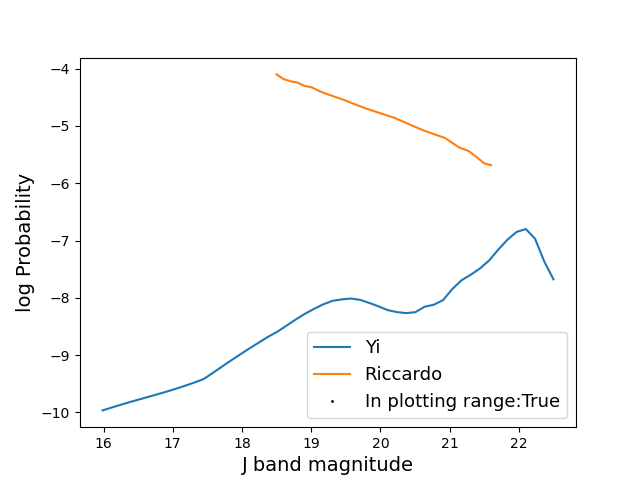 −4
−5
−6
−7
−8
−9
−10
log Probability
Yi
Riccardo
In plotting range:True
16 17 18 19 20 21 22
J band magnitude